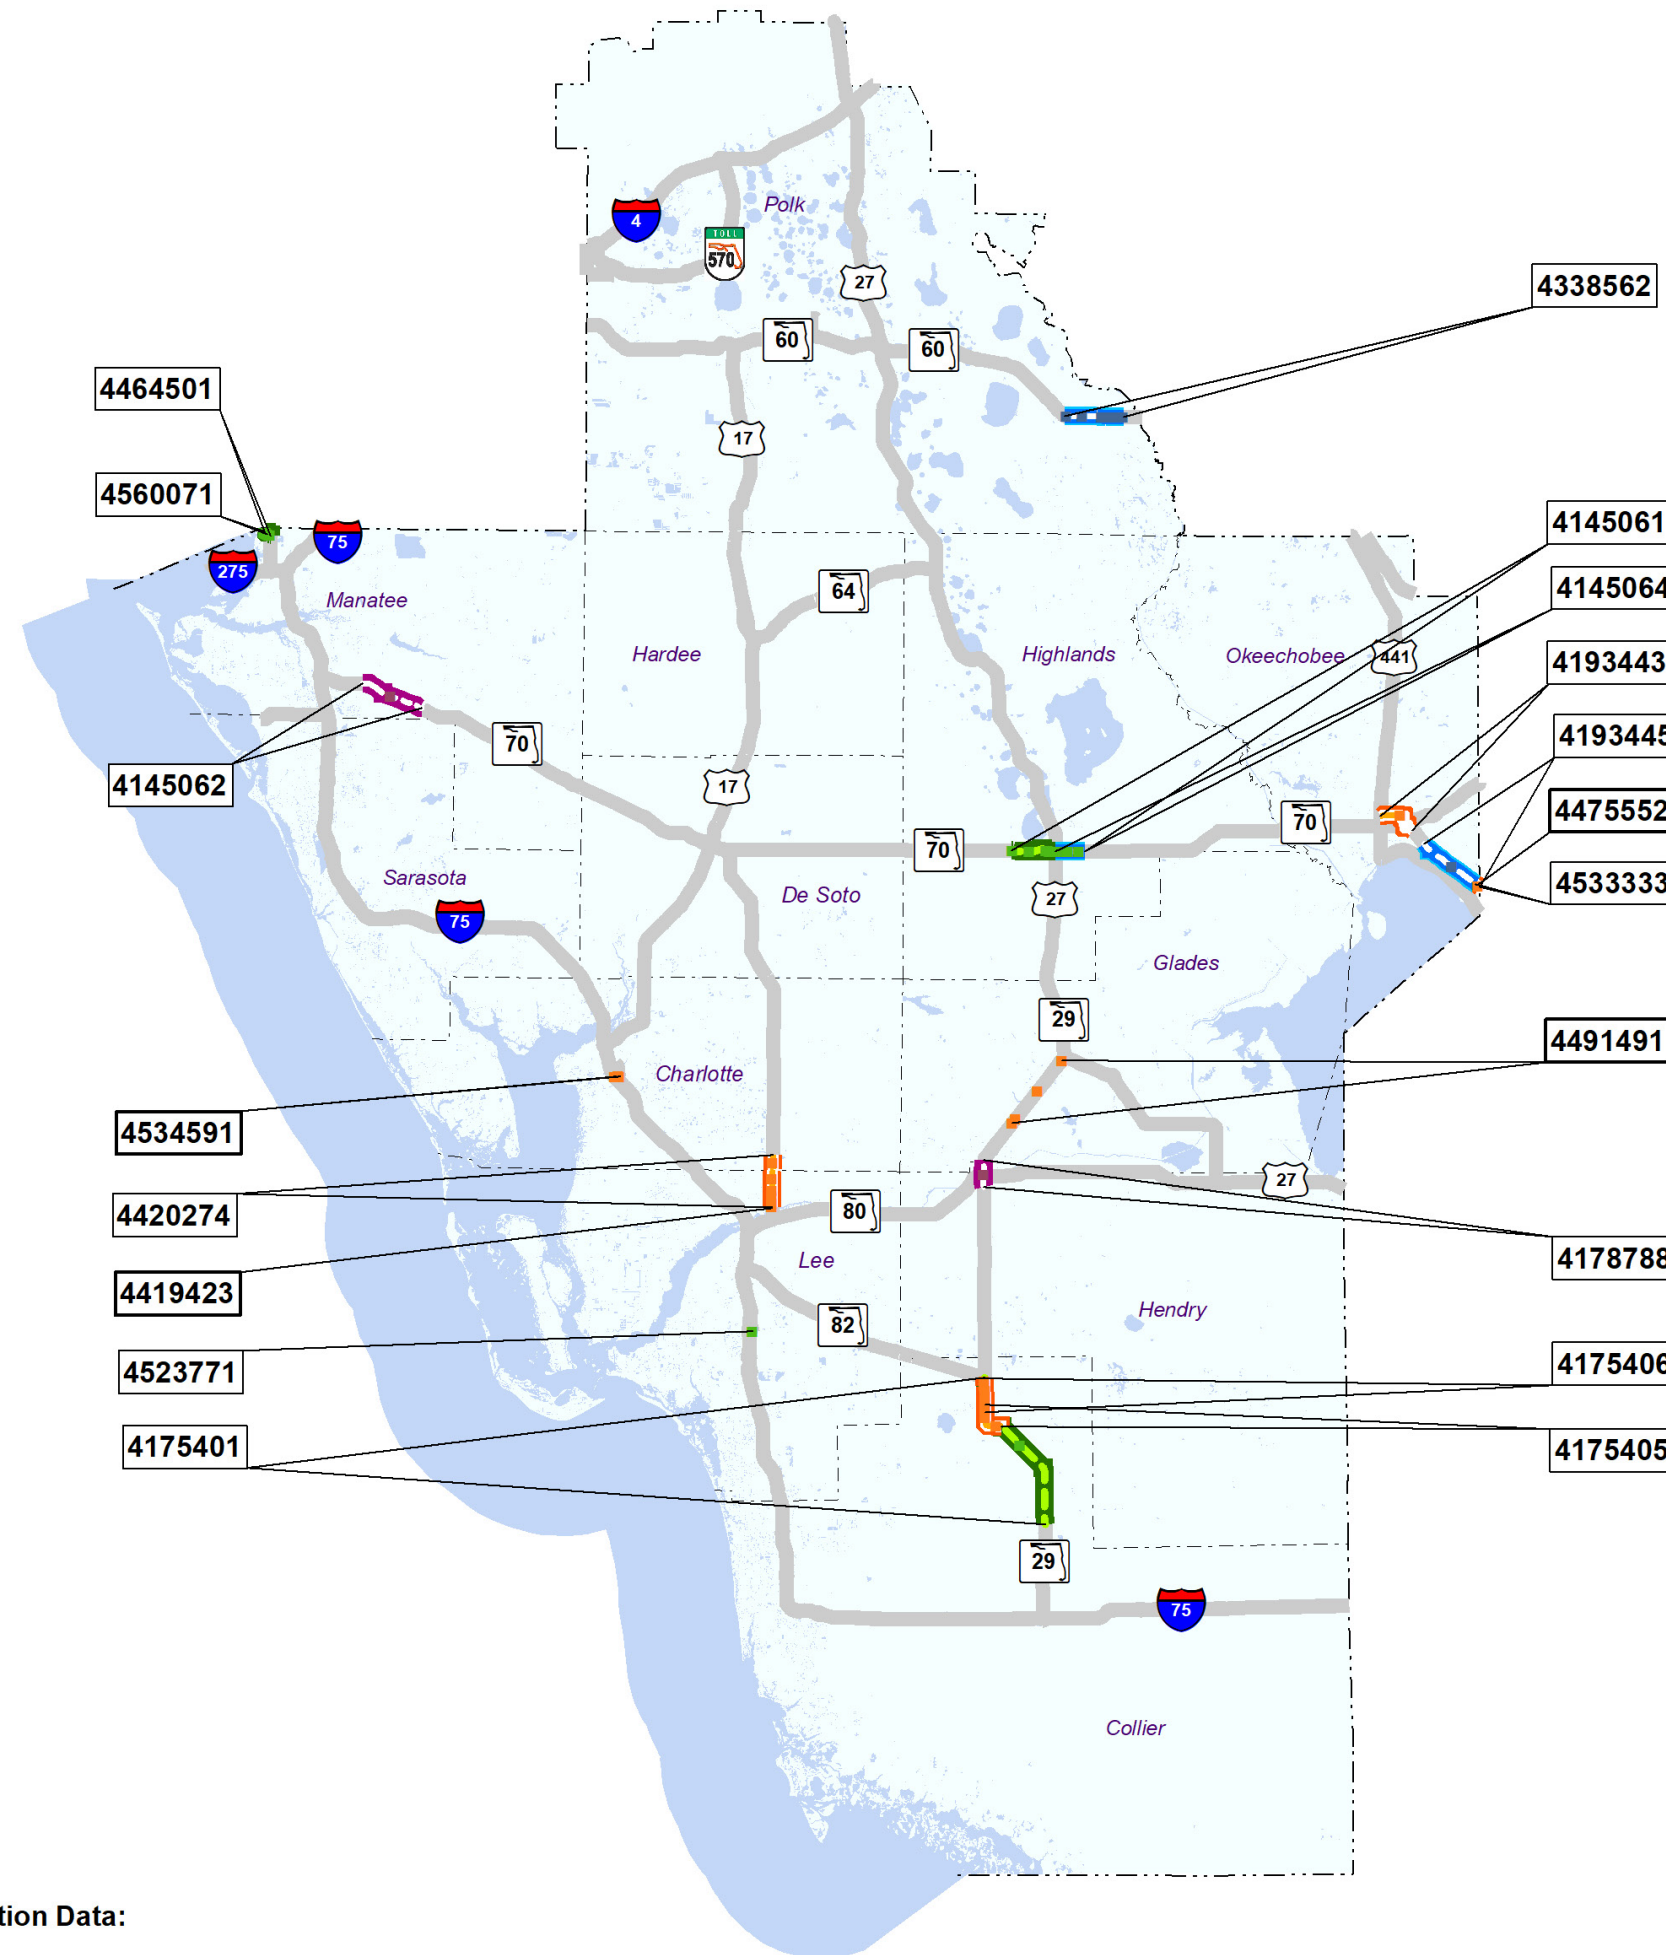 Polk
4
TOLL
570
27
4338562
60
60
4464501
17
4560071
4145061
75
275
64
4145064
Manatee
Hardee
Highlands
Okeechobee
441
4193443
70
4193445
4145062
17
4475552
70
70
Sarasota
De Soto
4533333
27
75
Glades
29
4491491
Charlotte
4534591
27
4420274
80
Lee
4178788
4419423
Hendry
82
4523771
4175406
4175401
4175405
29
75
Collier
tion Data: